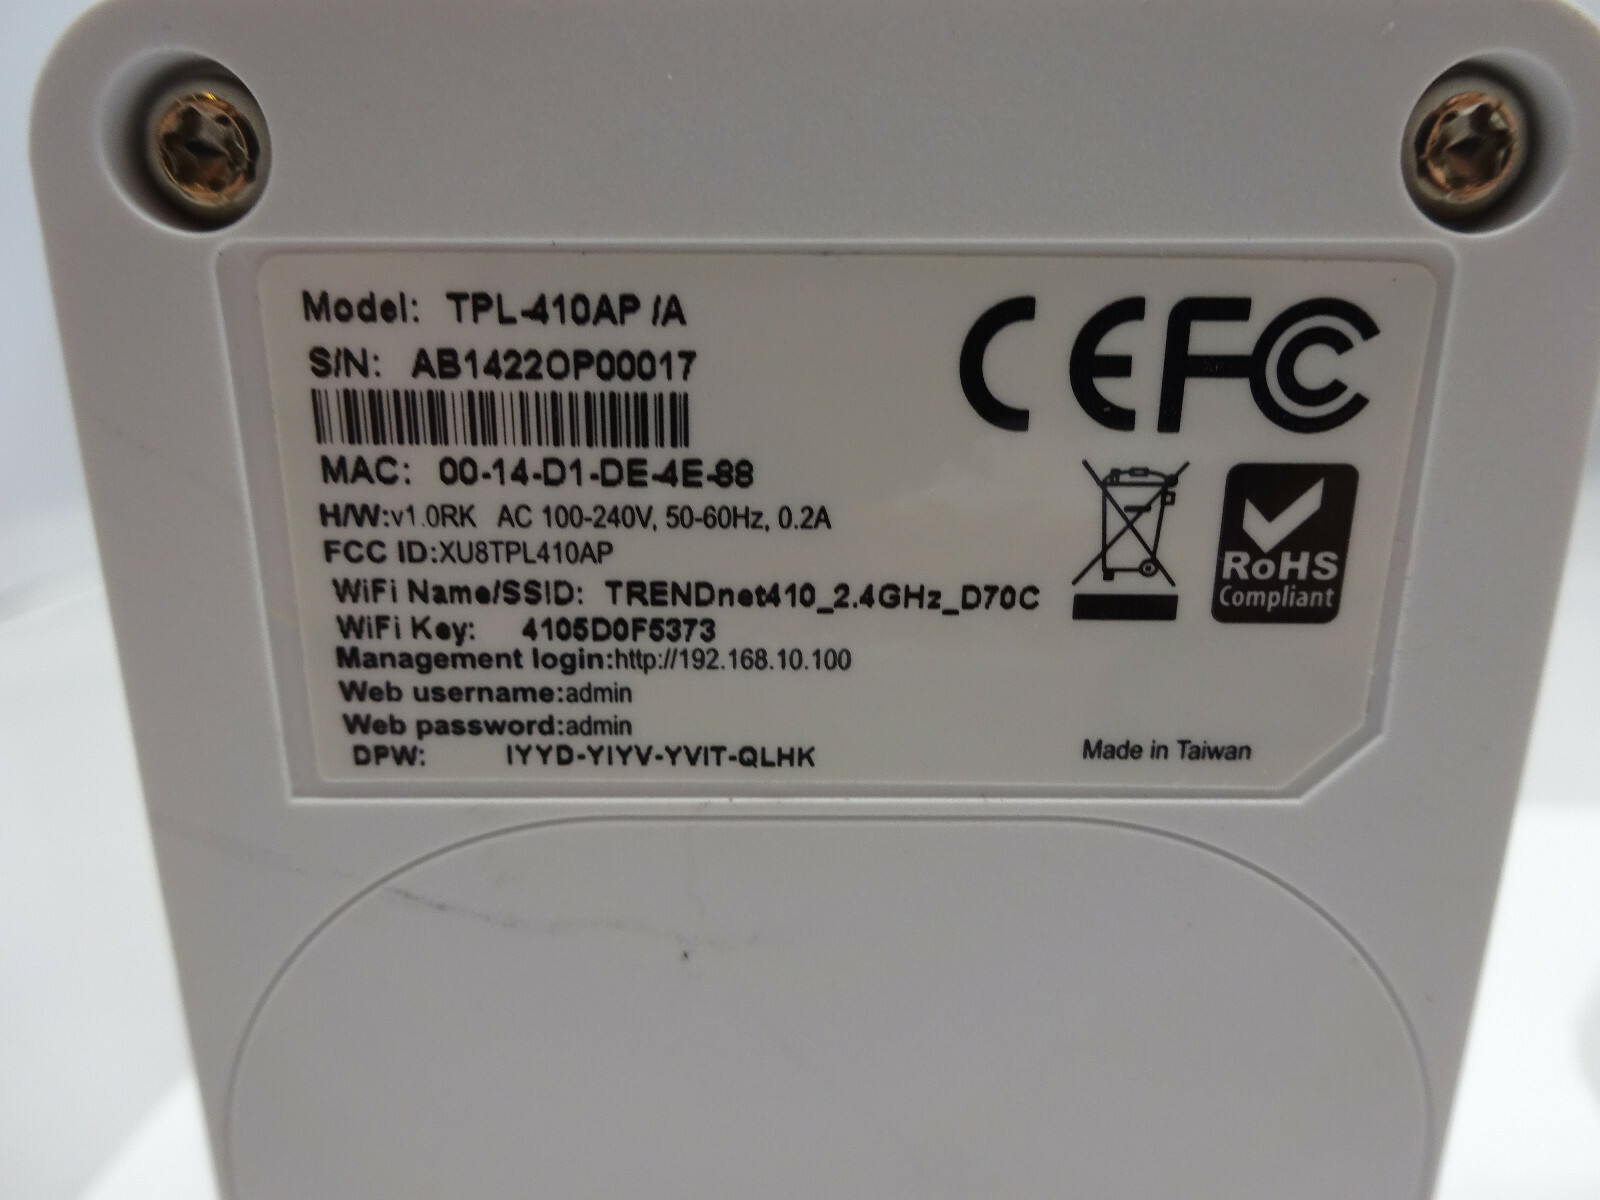 Model: TPL-410AP /A
S/N: AB1422OP00017
MAC: 00-14-D1-DE-4E-88
H/W:v1.0RK AC 100-240V, 50-60Hz, 0.2A
FCC ID:XU8TPL410AP
WiFi Name/SSID: TRENDnet410_2.4GHz_D70C
WiFi Key: 4105D0F5373
Management login:http://192.168.10.100
Web username:admin
Web password:admin
DPW: IYYD-YIYV-YVIT-QLHK
CE FC
RoHS
Compliant
Made in Taiwan